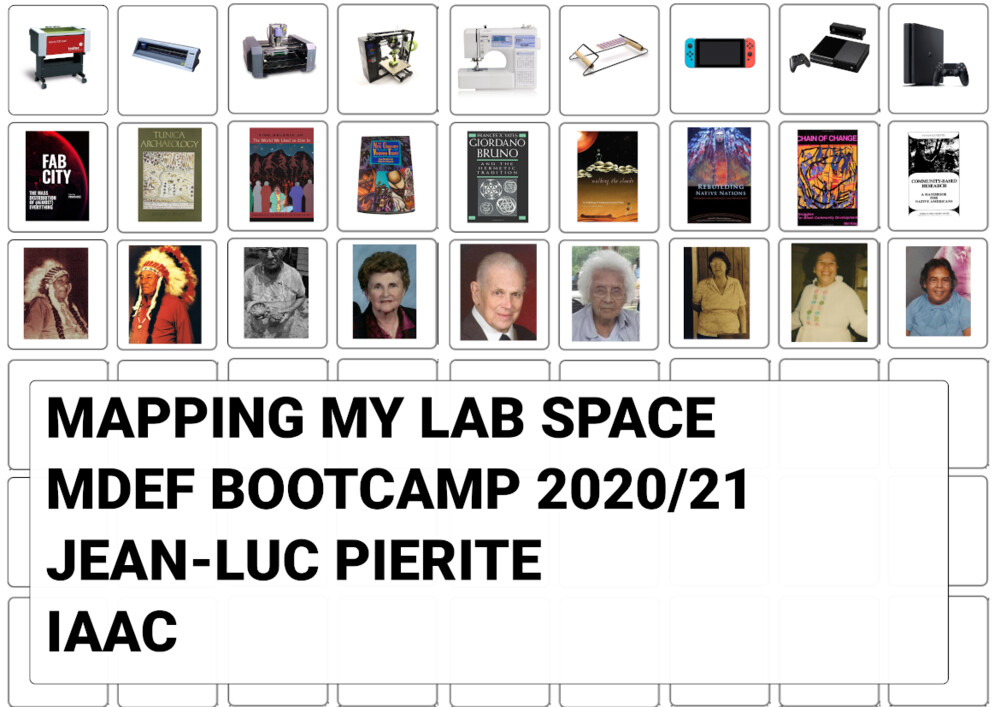 FAB
CITY
THE MASS
DISTRIBUTION
OF (ALMOST)
EVERYTHING
TUNICA
ARCHAEOLOGY
FRANCES A. YATES
GIORDANO
BRUNO
AND THE
HERMETIC
TRADITION
walking the clouds
REBUILDING
NATIVE NATIONS
CHAIN OF CHANGE
COMMUNITY-BASED
RESEARCH
A HANDBOOK
FOR
NATIVE AMERICANS
MAPPING MY LAB SPACE
MDEF BOOTCAMP 2020/21
JEAN-LUC PIERITE
IAAC